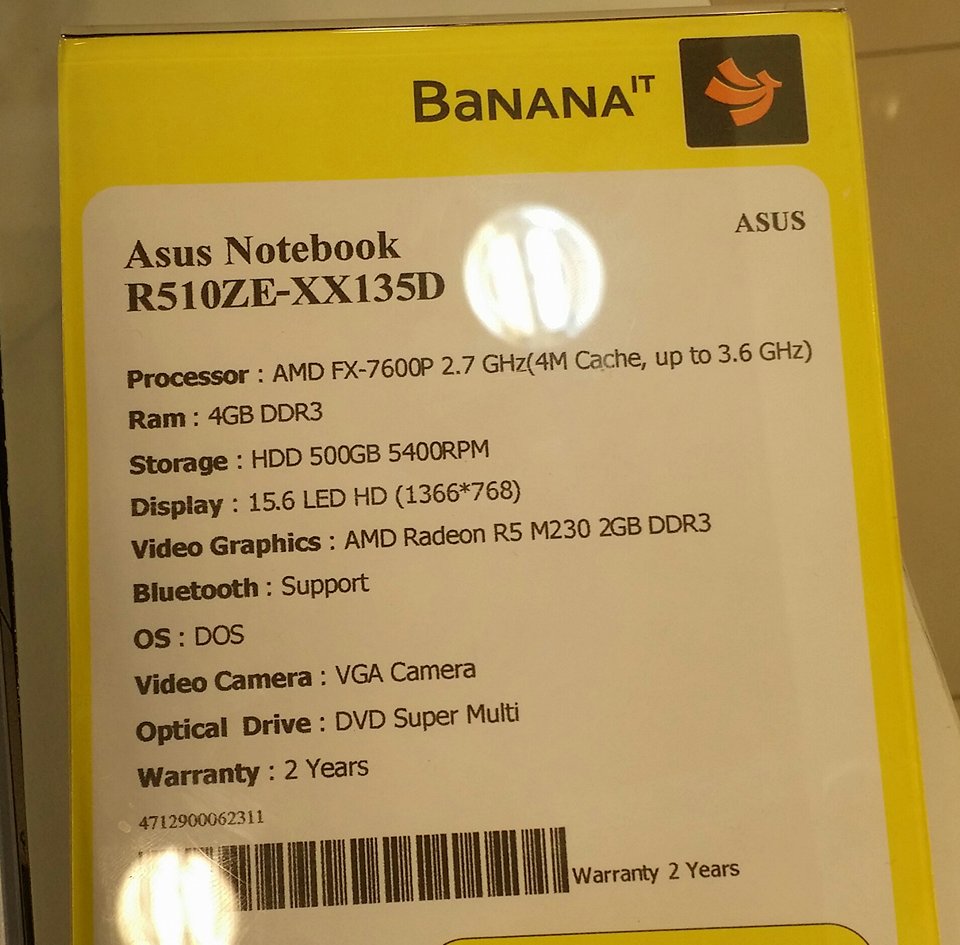 BaNANA IT
ASUS
Asus Notebook
R510ZE-XX135D
Processor : AMD FX-7600P 2.7 GHz(4M Cache, up to 3.6 GHz)
Ram : 4GB DDR3
Storage : HDD 500GB 5400RPM
Display : 15.6 LED HD (1366*768)
Video Graphics : AMD Radeon R5 M230 2GB DDR3
Bluetooth : Support
OS : DOS
Video Camera : VGA Camera
Optical Drive : DVD Super Multi
Warranty : 2 Years
4712900062311
Warranty 2 Years